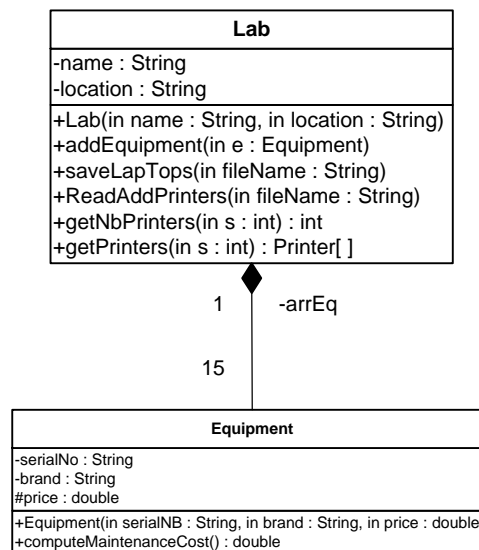 Lab
-name : String
-location : String
+Lab(in name : String, in location : String)
+addEquipment(in e : Equipment)
+saveLapTops(in fileName : String)
+ReadAddPrinters(in fileName : String)
+getNbPrinters(in s : int) : int
+getPrinters(in s : int) : Printer[ ]
1 -arrEq
15
Equipment
-serialNo : String
-brand : String
#price : double
+Equipment(in serialNB : String, in brand : String, in price : double
+computeMaintenanceCost() : double